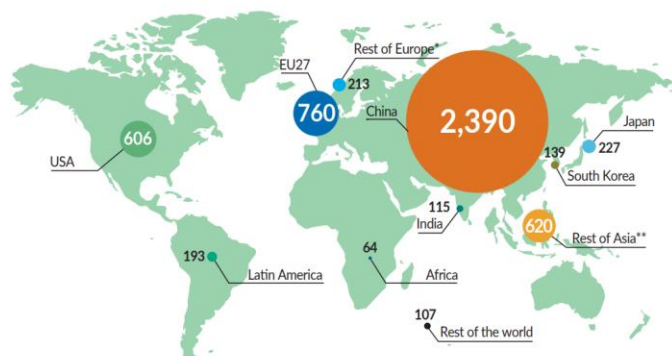 Rest of Europe*
213
EU27
760
China
2,390
606
USA
Japan
227
139
South Korea
115
India
620
Rest of Asia**
193
Latin America
64
Africa
107
Rest of the world